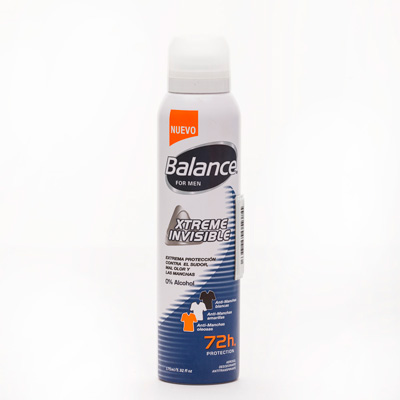 NUEVO
Balance
FOR MEN
XTREME
INVISIBLE
EXTREMA PROTECCIÓN
CONTRA EL SUDOR,
MAL OLOR Y
LAS MANCHAS
0% Alcohol
Anti-Manchas
blancas
Anti-Manchas
amarillas
Anti-Manchas
oleosas
72h.
PROTECTION